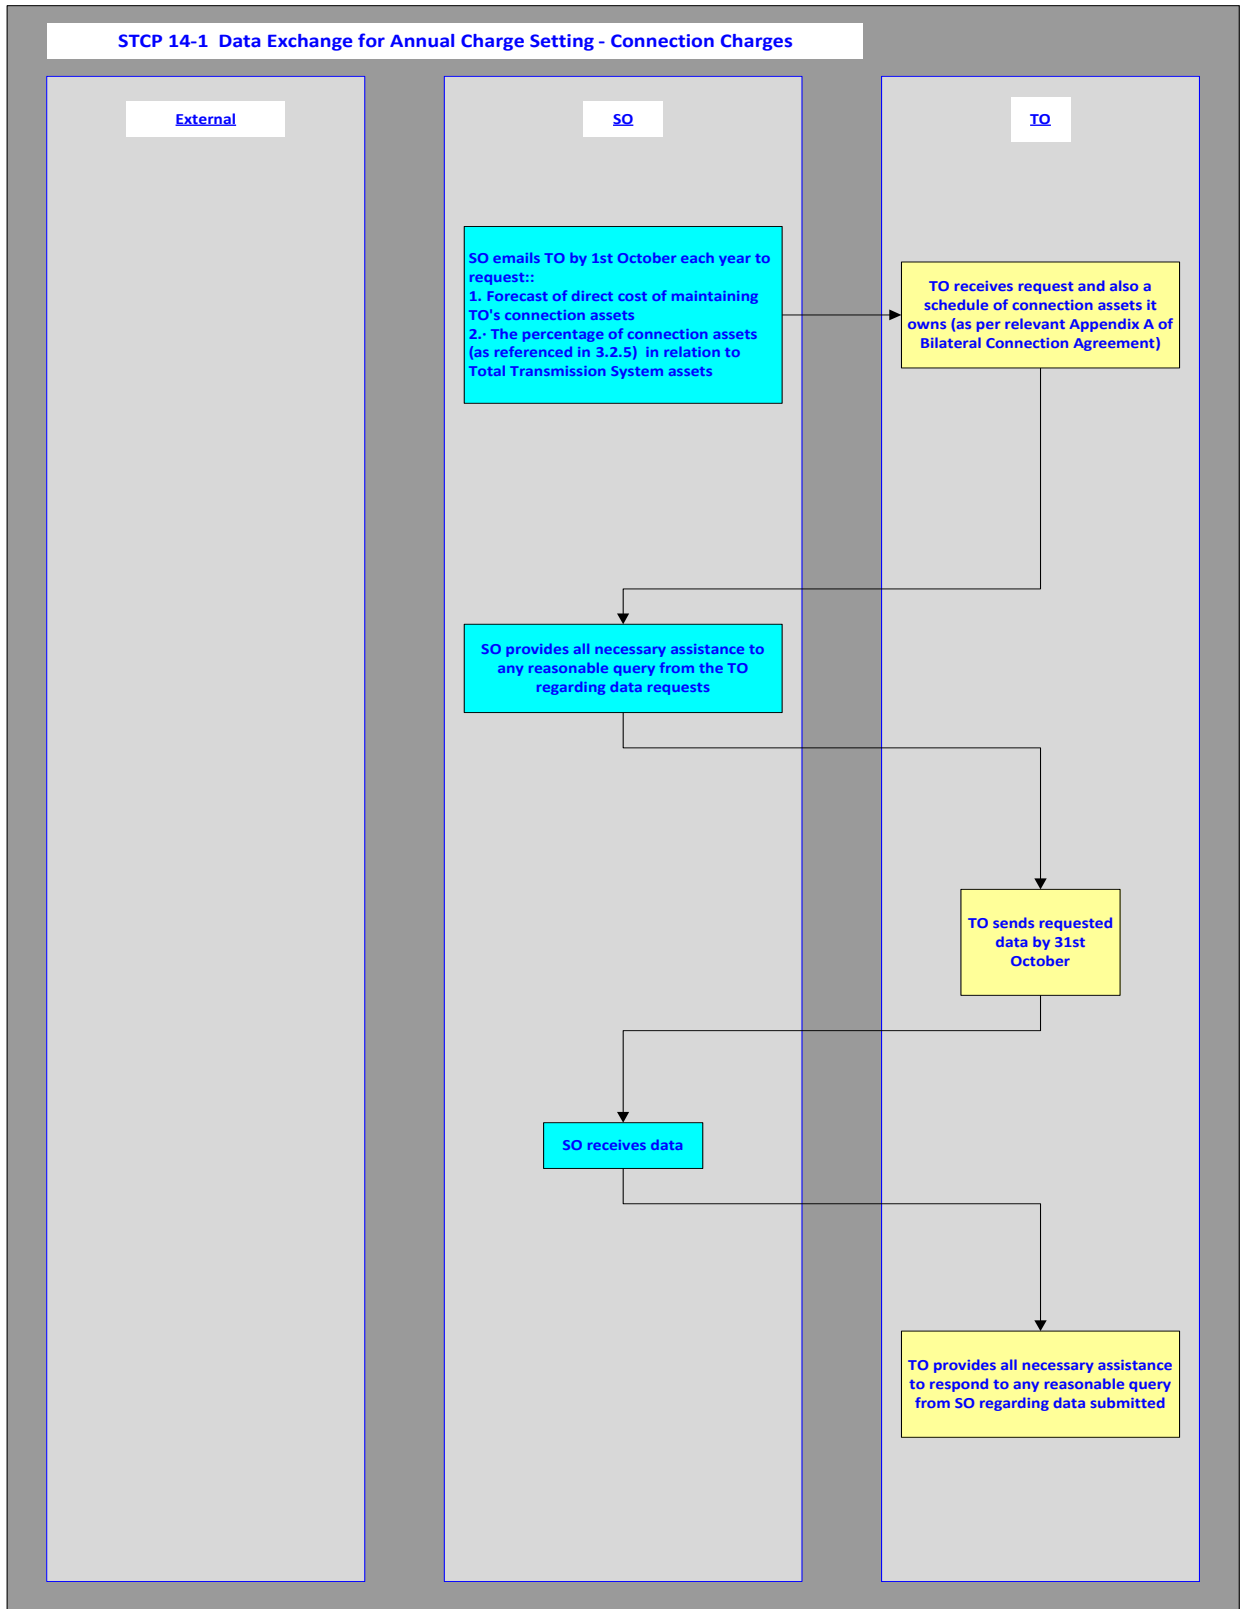 STCP 14-1  Data Exchange for Annual Charge Setting - Connection Charges
External
SO
TO
SO emails TO by 1st October each year to
request::
1. Forecast of direct cost of maintaining
TO's connection assets
2.· The percentage of connection assets
(as referenced in 3.2.5)  in relation to
Total Transmission System assets
TO receives request and also a
schedule of connection assets it
owns (as per relevant Appendix A of
Bilateral Connection Agreement)
SO provides all necessary assistance to
any reasonable query from the TO
regarding data requests
TO sends requested
data by 31st
October
SO receives data
TO provides all necessary assistance
to respond to any reasonable query
from SO regarding data submitted